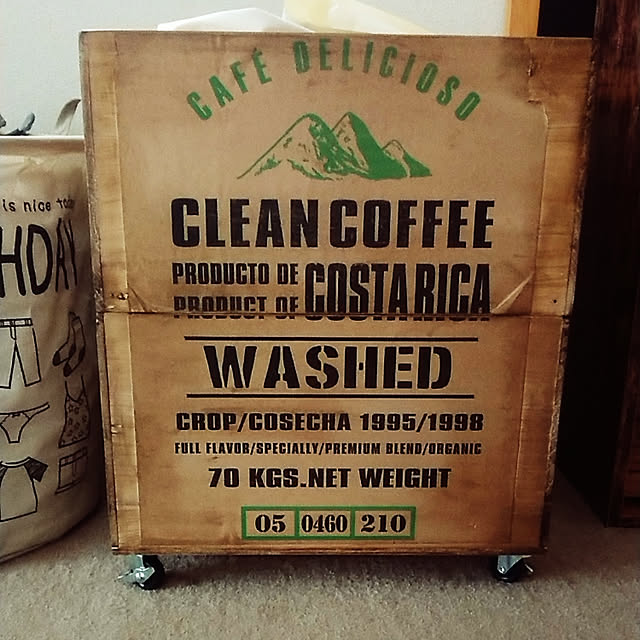 CAFÉ DELICIOSO
CLEAN COFFEE
PRODUCTO DE
PRODUCT OF
COSTA RICA
WASHED
CROP/COSECHA 1995/1998
FULL FLAVOR/SPECIALLY/PREMIUM BLEND/ORGANIC
70 KGS.NET WEIGHT
05 0460 210
is nice
HDAY